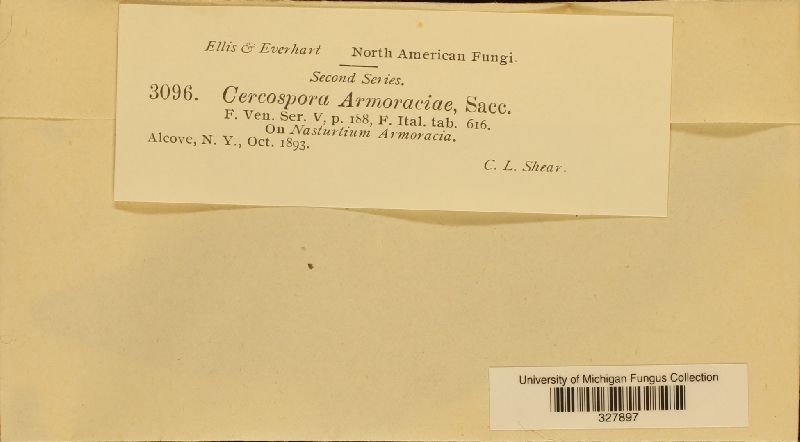 Ellis & Everhart North American Fungi.
Second Series.
3096. Cercospora Armoraciae, Sacc.
F. Ven. Ser. V, p. 188, F. Ital. tab. 616.
On Nasturtium Armoracia.
Alcove, N. Y., Oct. 1893.
C. L. Shear.
University of Michigan Fungus Collection
327897